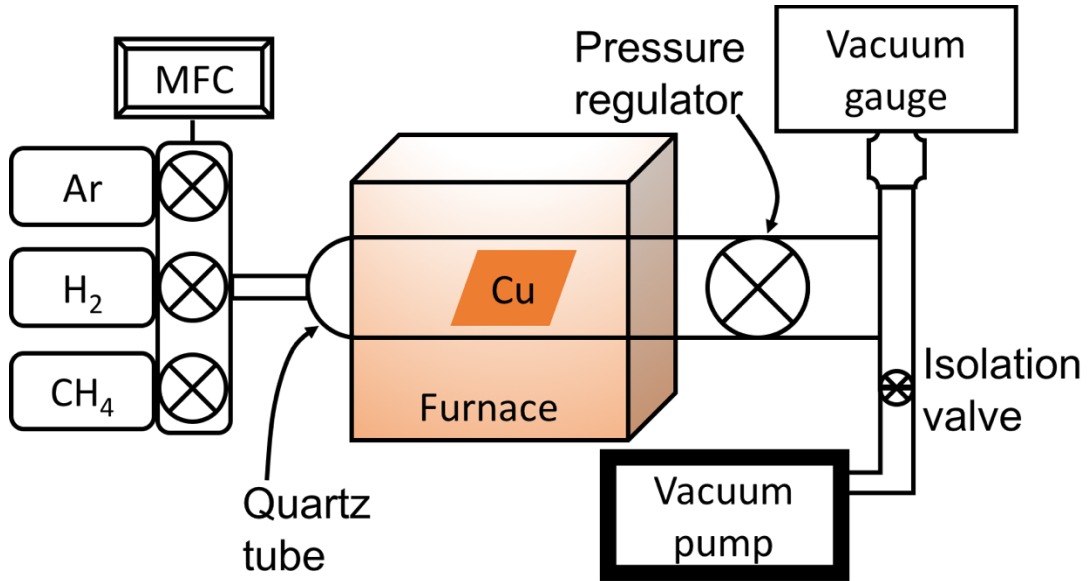 MFC
Ar
H₂
CH₄
Quartz
tube
Cu
Furnace
Pressure
regulator
Vacuum
gauge
Isolation
valve
Vacuum
pump